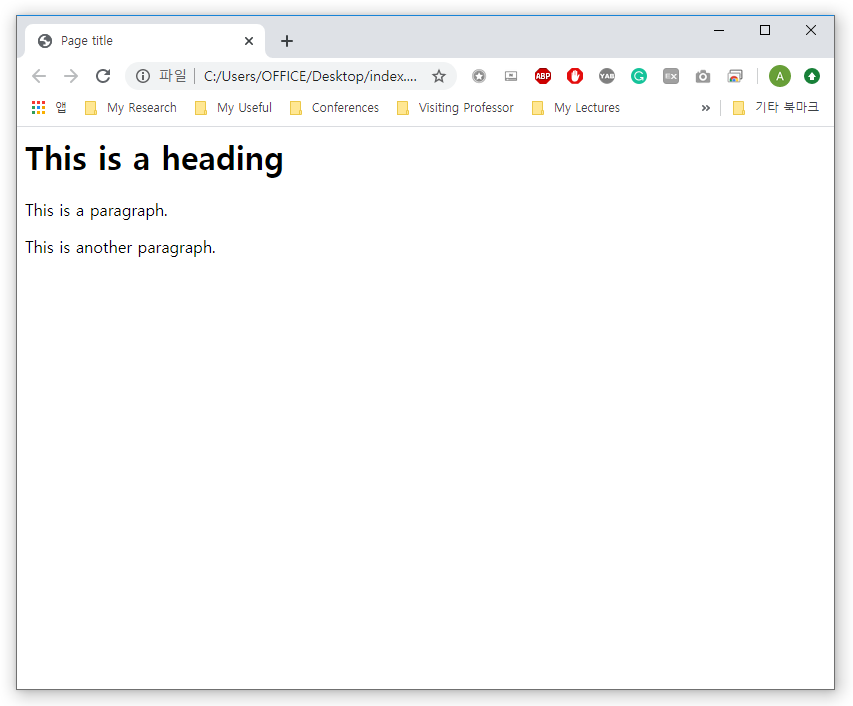 Page title
파일 C:/Users/OFFICE/Desktop/index....
ABP YAB A
앱 My Research My Useful Conferences Visiting Professor My Lectures » 기타 북마크
This is a heading
This is a paragraph.
This is another paragraph.